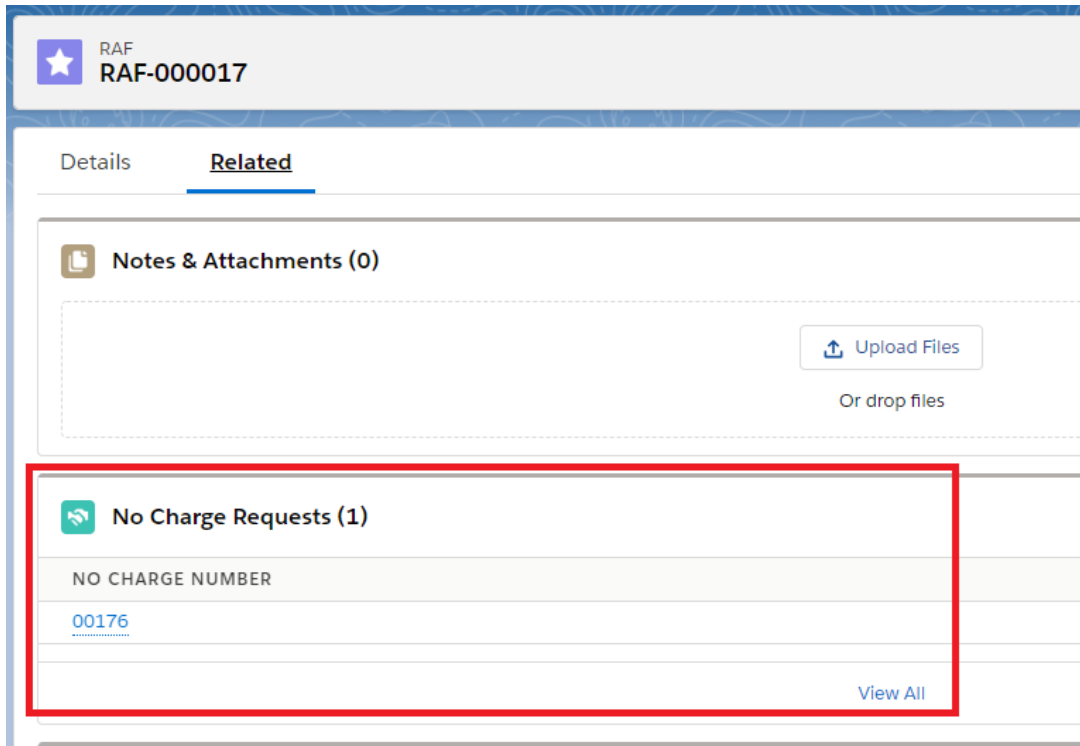 RAF
RAF-000017
Details Related
Notes & Attachments (0)
Upload Files
Or drop files
No Charge Requests (1)
NO CHARGE NUMBER
00176
View All